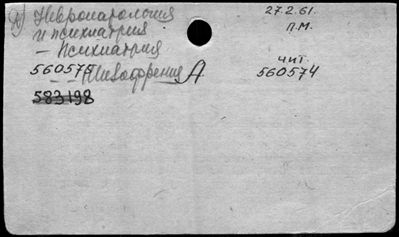 Невропатология 27.2.61.
и психиатрия П.М.
– Психиатрия
чит.
560575 – – Шизофрения А 560574
583198